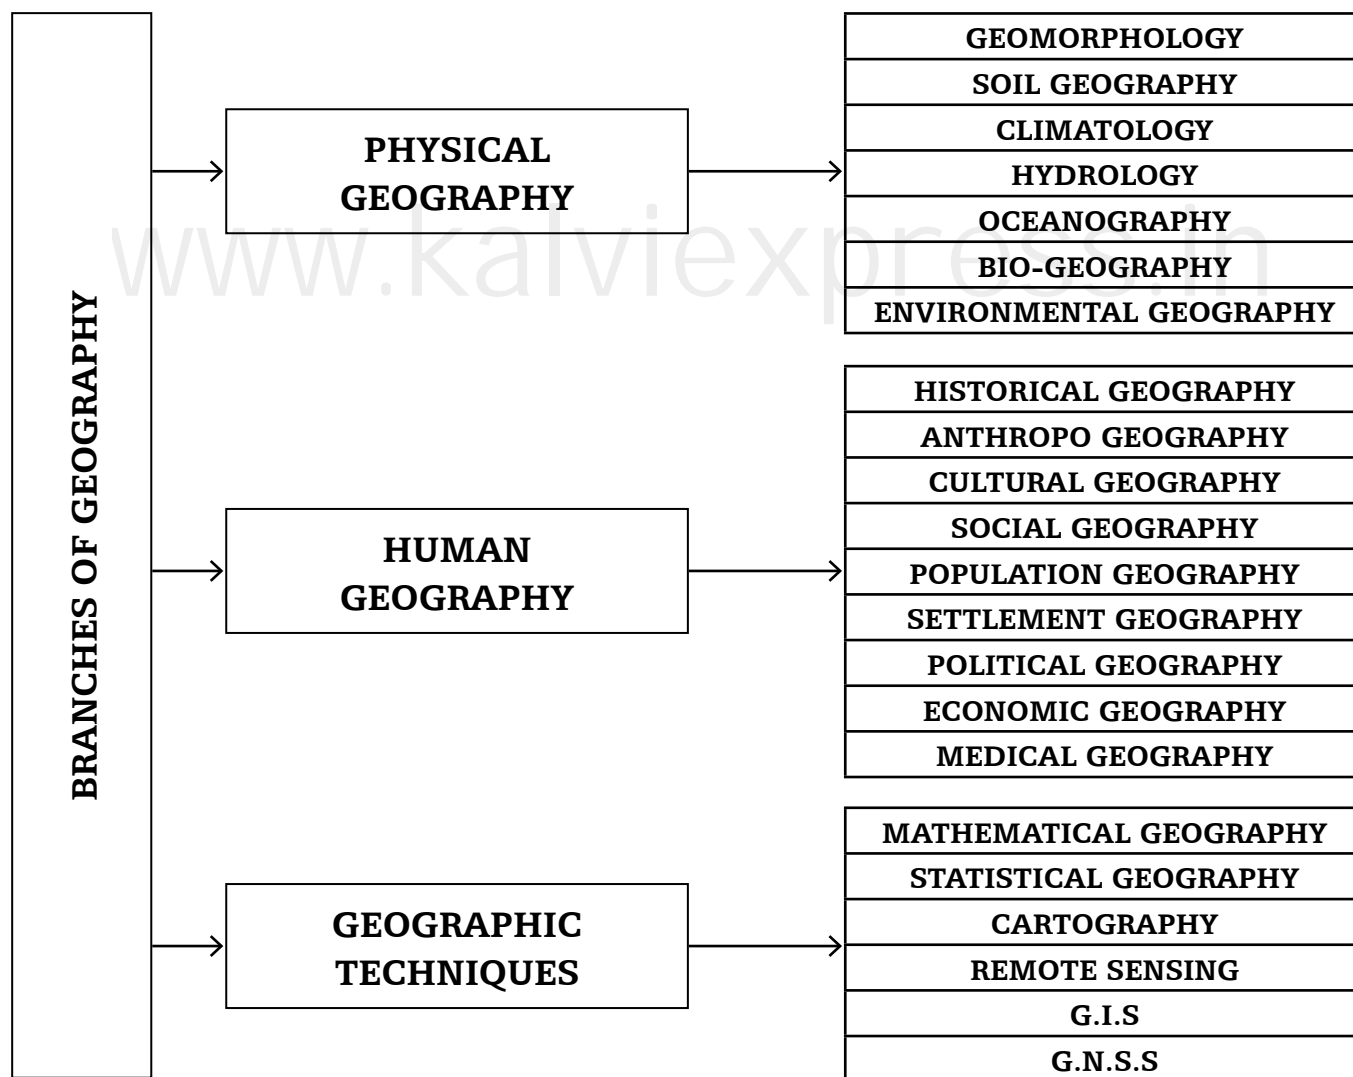 BRANCHES OF GEOGRAPHY
PHYSICAL
GEOGRAPHY
GEOMORPHOLOGY
SOIL GEOGRAPHY
CLIMATOLOGY
HYDROLOGY
OCEANOGRAPHY
BIO-GEOGRAPHY
ENVIRONMENTAL GEOGRAPHY
www.kalviexpress.in
HUMAN
GEOGRAPHY
HISTORICAL GEOGRAPHY
ANTHROPO GEOGRAPHY
CULTURAL GEOGRAPHY
SOCIAL GEOGRAPHY
POPULATION GEOGRAPHY
SETTLEMENT GEOGRAPHY
POLITICAL GEOGRAPHY
ECONOMIC GEOGRAPHY
MEDICAL GEOGRAPHY
GEOGRAPHIC
TECHNIQUES
MATHEMATICAL GEOGRAPHY
STATISTICAL GEOGRAPHY
CARTOGRAPHY
REMOTE SENSING
G.I.S
G.N.S.S